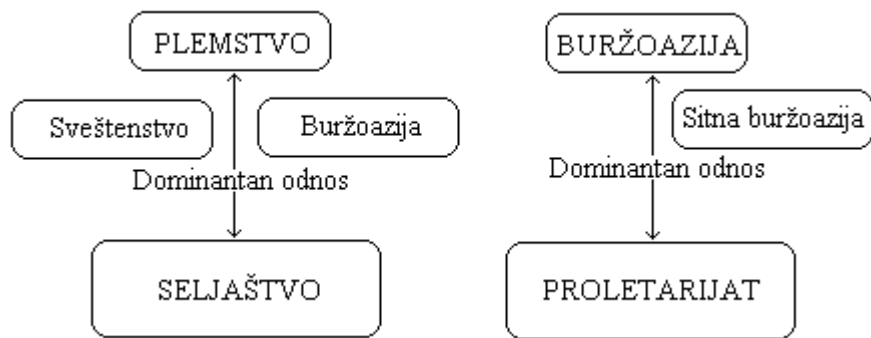 PLEMSTVO
Sveštenstvo
Buržoazija
Dominantan odnos
SELJAŠTVO
BURŽOAZIJA
Sitna buržoazija
Dominantan odnos
PROLETARIJAT